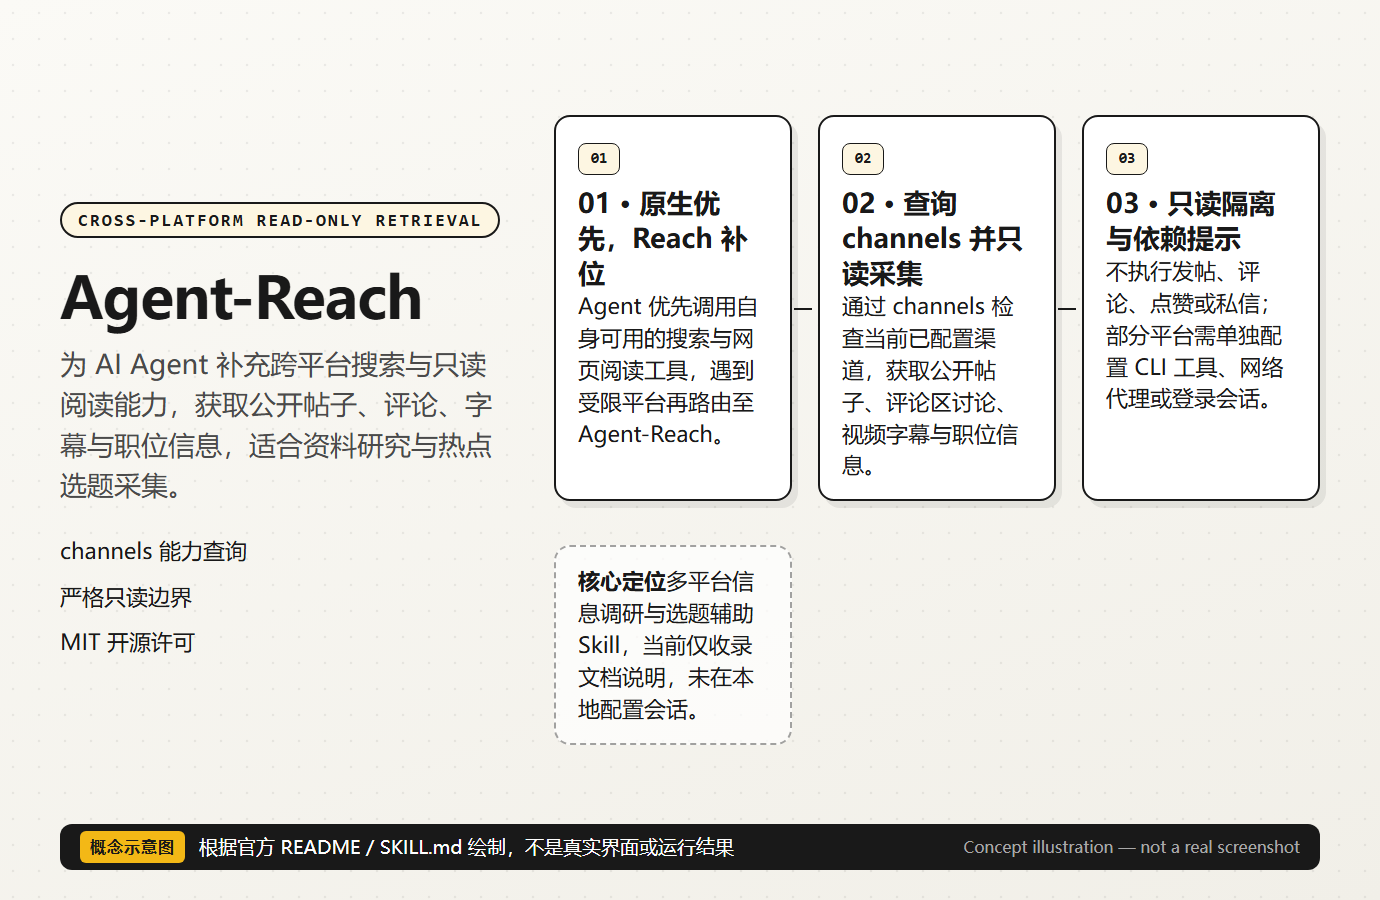 CROSS-PLATFORM READ-ONLY RETRIEVAL
Agent-Reach
为 AI Agent 补充跨平台搜索与只读
阅读能力，获取公开帖子、评论、字
幕与职位信息，适合资料研究与热点
选题采集。
channels 能力查询
严格只读边界
MIT 开源许可
01
01 · 原生优
先，Reach 补
位
Agent 优先调用自
身可用的搜索与网
页阅读工具，遇到
受限平台再路由至
Agent-Reach。
02
02 · 查询
channels 并只
读采集
通过 channels 检
查当前已配置渠
道，获取公开帖
子、评论区讨论、
视频字幕与职位信
息。
03
03 · 只读隔离
与依赖提示
不执行发帖、评
论、点赞或私信；
部分平台需单独配
置 CLI 工具、网络
代理或登录会话。
核心定位多平台信
息调研与选题辅助
Skill，当前仅收录
文档说明，未在本
地配置会话。
概念示意图 根据官方 README / SKILL.md 绘制，不是真实界面或运行结果
Concept illustration — not a real screenshot